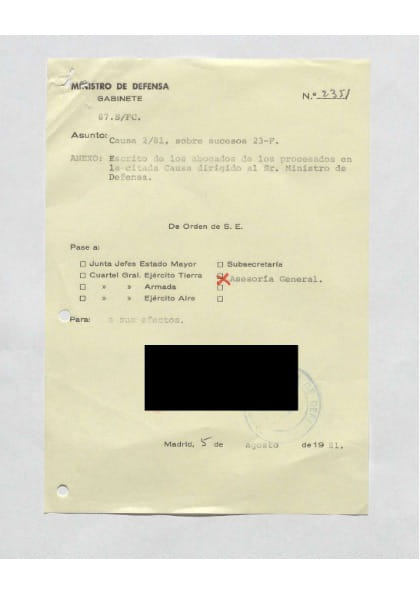 MINISTRO DE DEFENSA
GABINETE
N.º 2351
87.S/FC.
Asunto: Causa 2/81, sobre sucesos 23-F.
ANEXO: Escrito de los abogados de los procesados en
la citada Causa dirigido al Sr. Ministro de
Defensa.
De Orden de S. E.
Pase a:
Junta Jefes Estado Mayor Subsecretaría
Cuartel Gral. Ejército Tierra Asesoría General.
» » Armada
» » Ejército Aire
Para: a sus efectos.
Madrid, 5 de agosto de 1981.